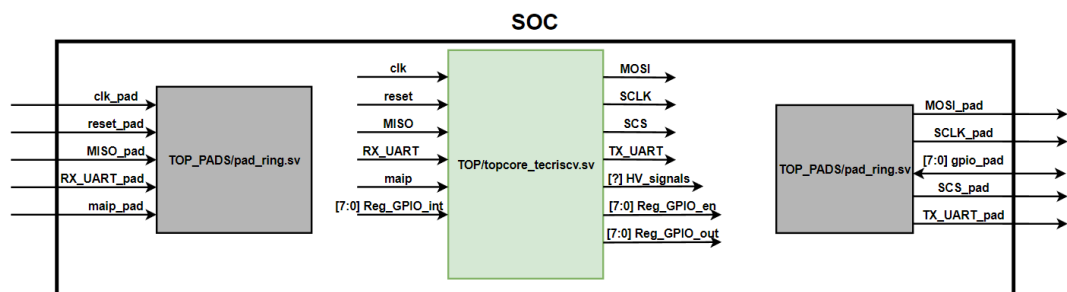 SOC
clk_pad
reset_pad
MISO_pad
RX_UART_pad
maip_pad
TOP_PADS/pad_ring.sv
clk
reset
MISO
RX_UART
maip
[7:0] Reg_GPIO_int
TOP/topcore_tecriscv.sv
MOSI
SCLK
SCS
TX_UART
[?] HV_signals
[7:0] Reg_GPIO_en
[7:0] Reg_GPIO_out
TOP_PADS/pad_ring.sv
MOSI_pad
SCLK_pad
[7:0] gpio_pad
SCS_pad
TX_UART_pad